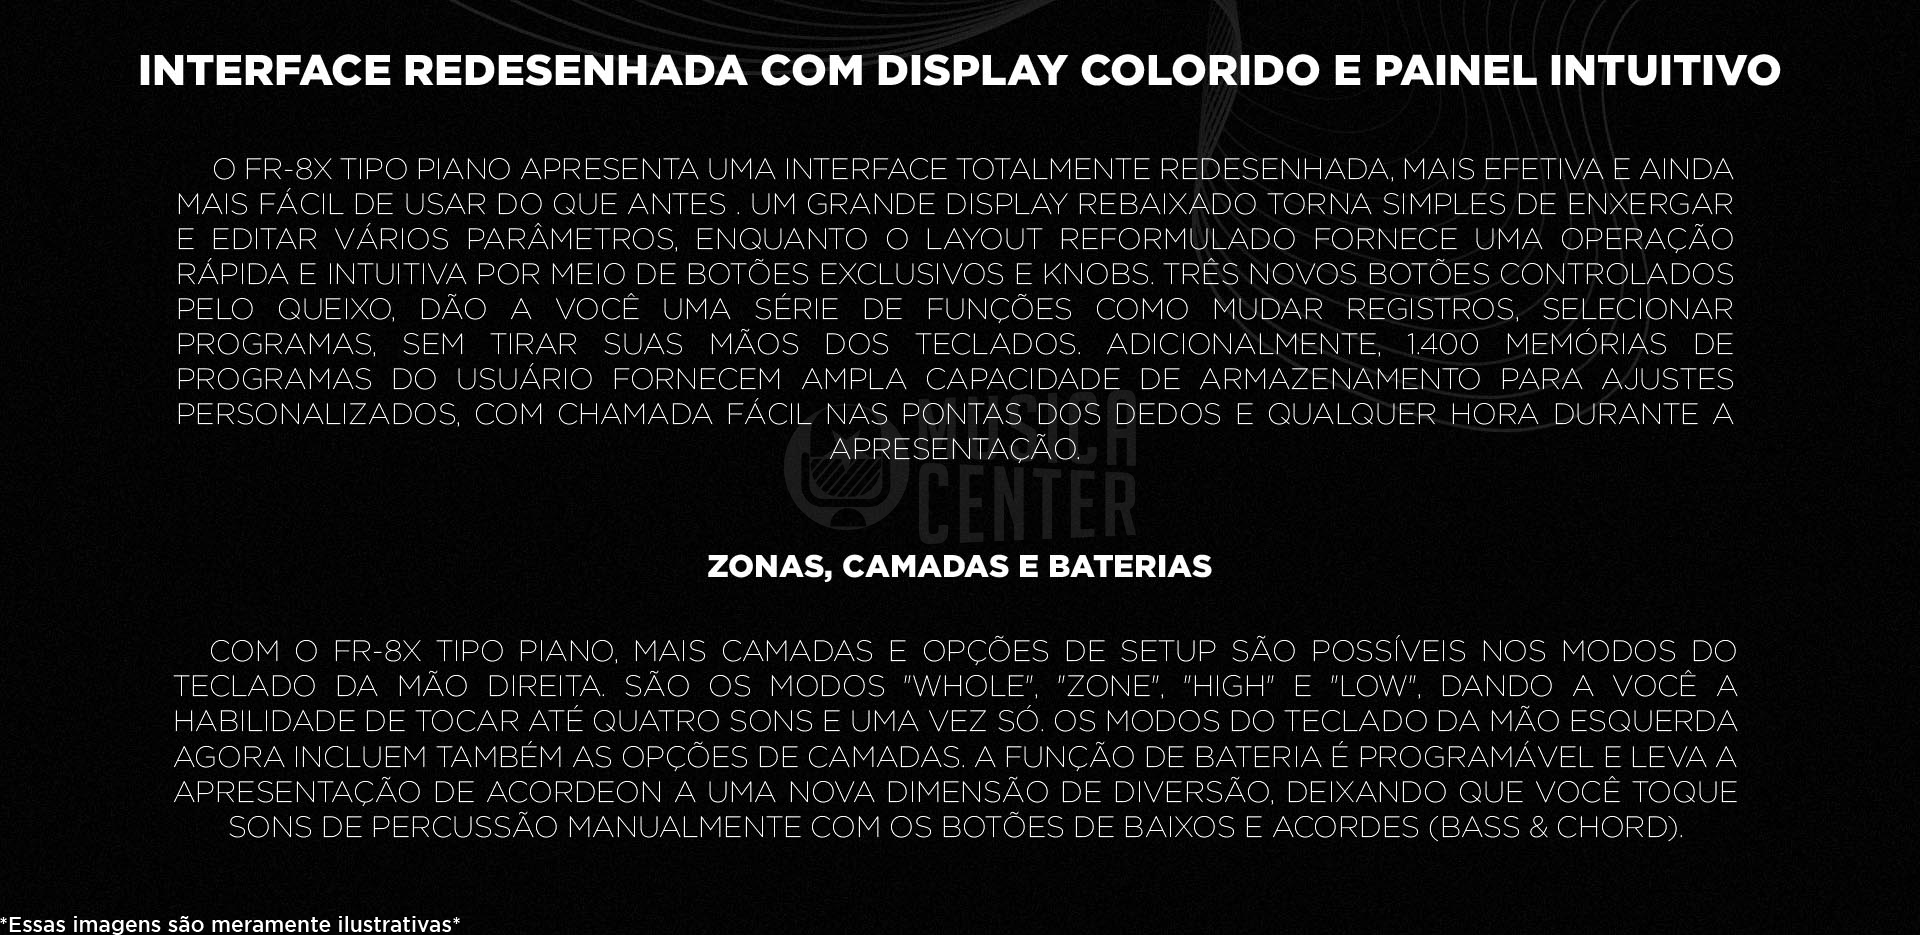 INTERFACE REDESENHADA COM DISPLAY COLORIDO E PAINEL INTUITIVO
O FR-8X TIPO PIANO APRESENTA UMA INTERFACE TOTALMENTE REDESENHADA, MAIS EFETIVA E AINDA
MAIS FÁCIL DE USAR DO QUE ANTES . UM GRANDE DISPLAY REBAIXADO TORNA SIMPLES DE ENXERGAR
E EDITAR VÁRIOS PARÂMETROS, ENQUANTO O LAYOUT REFORMULADO FORNECE UMA OPERAÇÃO
RÁPIDA E INTUITIVA POR MEIO DE BOTÕES EXCLUSIVOS E KNOBS. TRÊS NOVOS BOTÕES CONTROLADOS
PELO QUEIXO, DÃO A VOCÊ UMA SÉRIE DE FUNÇÕES COMO MUDAR REGISTROS, SELECIONAR
PROGRAMAS, SEM TIRAR SUAS MÃOS DOS TECLADOS. ADICIONALMENTE, 1.400 MEMÓRIAS DE
PROGRAMAS DO USUÁRIO FORNECEM AMPLA CAPACIDADE DE ARMAZENAMENTO PARA AJUSTES
PERSONALIZADOS, COM CHAMADA FÁCIL NAS PONTAS DOS DEDOS E QUALQUER HORA DURANTE A
APRESENTAÇÃO.
MUSICA
CENTER
ZONAS, CAMADAS E BATERIAS
COM O FR-8X TIPO PIANO, MAIS CAMADAS E OPÇÕES DE SETUP SÃO POSSÍVEIS NOS MODOS DO
TECLADO DA MÃO DIREITA. SÃO OS MODOS "WHOLE", "ZONE", "HIGH" E "LOW", DANDO A VOCÊ A
HABILIDADE DE TOCAR ATÉ QUATRO SONS E UMA VEZ SÓ. OS MODOS DO TECLADO DA MÃO ESQUERDA
AGORA INCLUEM TAMBÉM AS OPÇÕES DE CAMADAS. A FUNÇÃO DE BATERIA É PROGRAMÁVEL E LEVA A
APRESENTAÇÃO DE ACORDEON A UMA NOVA DIMENSÃO DE DIVERSÃO, DEIXANDO QUE VOCÊ TOQUE
SONS DE PERCUSSÃO MANUALMENTE COM OS BOTÕES DE BAIXOS E ACORDES (BASS & CHORD).
*Essas imagens são meramente ilustrativas*